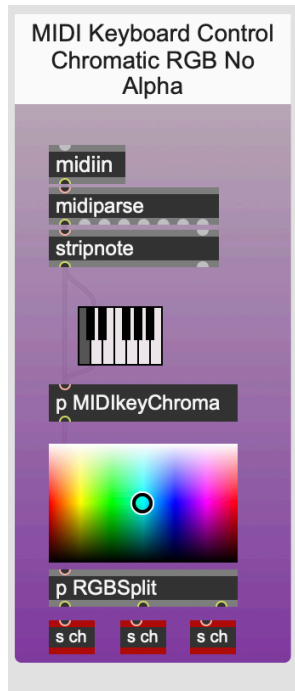 MIDI Keyboard Control
Chromatic RGB No
Alpha
midiin
midiparse
stripnote
p MIDIkeyChroma
p RGBSplit
s ch s ch s ch